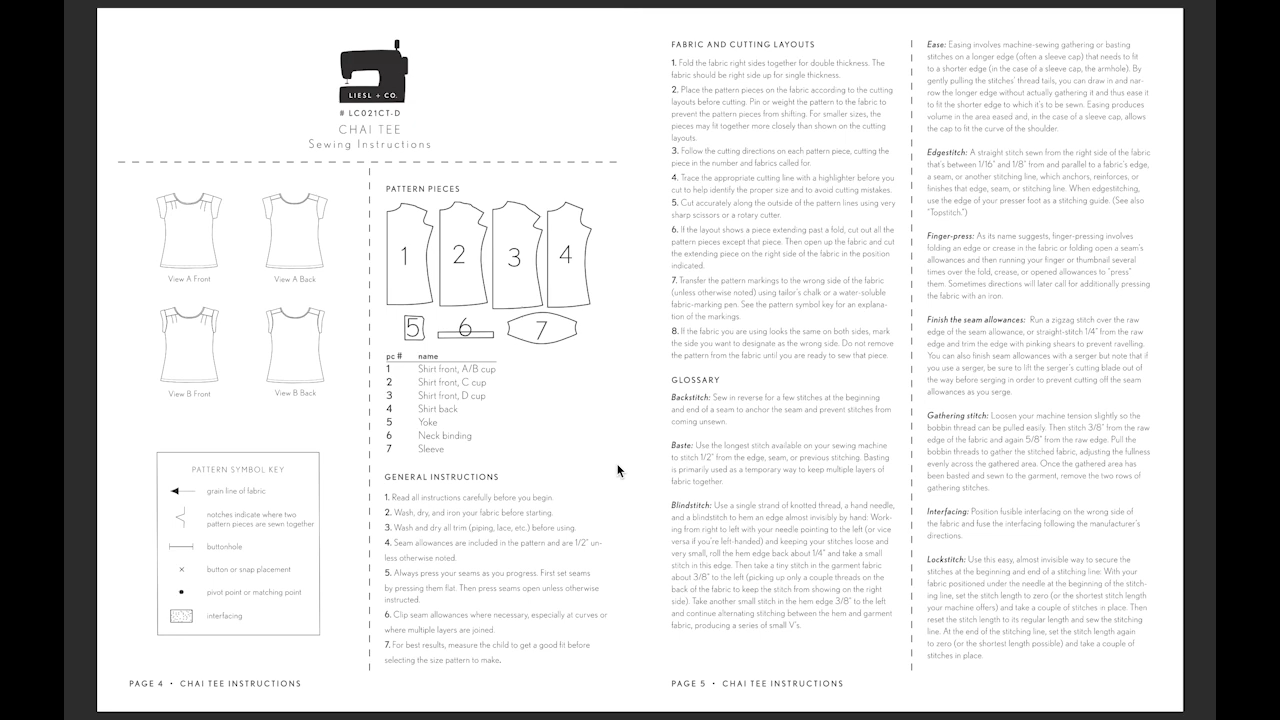 LIESL + CO.
# LC021CT-D
CHAI TEE
Sewing Instructions
View A Front
View A Back
View B Front
View B Back
PATTERN SYMBOL KEY
grain line of fabric
notches indicate where two
pattern pieces are sewn together
buttonhole
button or snap placement
pivot point or matching point
interfacing
PATTERN PIECES
1 2 3 4
5 6 7
pc # name
1 Shirt front, A/B cup
2 Shirt front, C cup
3 Shirt front, D cup
4 Shirt back
5 Yoke
6 Neck binding
7 Sleeve
GENERAL INSTRUCTIONS
1. Read all instructions carefully before you begin.
2. Wash, dry, and iron your fabric before starting.
3. Wash and dry all trim (piping, lace, etc.) before using.
4. Seam allowances are included in the pattern and are 1/2" un-
less otherwise noted.
5. Always press your seams as you progress. First set seams
by pressing them flat. Then press seams open unless otherwise
instructed.
6. Clip seam allowances where necessary, especially at curves or
where multiple layers are joined.
7. For best results, measure the child to get a good fit before
selecting the size pattern to make.
PAGE 4 • CHAI TEE INSTRUCTIONS
FABRIC AND CUTTING LAYOUTS
1. Fold the fabric right sides together for double thickness. The
fabric should be right side up for single thickness.
2. Place the pattern pieces on the fabric according to the cutting
layouts before cutting. Pin or weight the pattern to the fabric to
prevent the pattern pieces from shifting. For smaller sizes, the
pieces may fit together more closely than shown on the cutting
layouts.
3. Follow the cutting directions on each pattern piece, cutting the
piece in the number and fabrics called for.
4. Trace the appropriate cutting line with a highlighter before you
cut to help identify the proper size and to avoid cutting mistakes.
5. Cut accurately along the outside of the pattern lines using very
sharp scissors or a rotary cutter.
6. If the layout shows a piece extending past a fold, cut out all the
pattern pieces except that piece. Then open up the fabric and cut
the extending piece on the right side of the fabric in the position
indicated.
7. Transfer the pattern markings to the wrong side of the fabric
(unless otherwise noted) using tailor's chalk or a water-soluble
fabric-marking pen. See the pattern symbol key for an explana-
tion of the markings.
8. If the fabric you are using looks the same on both sides, mark
the side you want to designate as the wrong side. Do not remove
the pattern from the fabric until you are ready to sew that piece.
GLOSSARY
Backstitch: Sew in reverse for a few stitches at the beginning
and end of a seam to anchor the seam and prevent stitches from
coming unsewn.
Baste: Use the longest stitch available on your sewing machine
to stitch 1/2" from the edge, seam, or previous stitching. Basting
is primarily used as a temporary way to keep multiple layers of
fabric together.
Blindstitch: Use a single strand of knotted thread, a hand needle,
and a blindstitch to hem an edge almost invisibly by hand: Work-
ing from right to left with your needle pointing to the left (or vice
versa if you're left-handed) and keeping your stitches loose and
very small, roll the hem edge back about 1/4" and take a small
stitch in this edge. Then take a tiny stitch in the garment fabric
about 3/8" to the left (picking up only a couple threads on the
back of the fabric to keep the stitch from showing on the right
side). Take another small stitch in the hem edge 3/8" to the left
and continue alternating stitching between the hem and garment
fabric, producing a series of small V's.
PAGE 5 • CHAI TEE INSTRUCTIONS
Ease: Easing involves machine-sewing gathering or basting
stitches on a longer edge (often a sleeve cap) that needs to fit
to a shorter edge (in the case of a sleeve cap, the armhole). By
gently pulling the stitches' thread tails, you can draw in and nar-
row the longer edge without actually gathering it and thus ease it
to fit the shorter edge to which it's to be sewn. Easing produces
volume in the area eased and, in the case of a sleeve cap, allows
the cap to fit the curve of the shoulder.
Edgestitch: A straight stitch sewn from the right side of the fabric
that's between 1/16" and 1/8" from and parallel to a fabric's edge,
a seam, or another stitching line, which anchors, reinforces, or
finishes that edge, seam, or stitching line. When edgestitching,
use the edge of your presser foot as a stitching guide. (See also
"Topstitch.")
Finger-press: As its name suggests, finger-pressing involves
folding an edge or crease in the fabric or folding open a seam's
allowances and then running your finger or thumbnail several
times over the fold, crease, or opened allowances to "press"
them. Sometimes directions will later call for additionally pressing
the fabric with an iron.
Finish the seam allowances: Run a zigzag stitch over the raw
edge of the seam allowance, or straight-stitch 1/4" from the raw
edge and trim the edge with pinking shears to prevent ravelling.
You can also finish seam allowances with a serger but note that if
you use a serger, be sure to lift the serger's cutting blade out of
the way before serging in order to prevent cutting off the seam
allowances as you serge.
Gathering stitch: Loosen your machine tension slightly so the
bobbin thread can be pulled easily. Then stitch 3/8" from the raw
edge of the fabric and again 5/8" from the raw edge. Pull the
bobbin threads to gather the stitched fabric, adjusting the fullness
evenly across the gathered area. Once the gathered area has
been basted and sewn to the garment, remove the two rows of
gathering stitches.
Interfacing: Position fusible interfacing on the wrong side of
the fabric and fuse the interfacing following the manufacturer's
directions.
Lockstitch: Use this easy, almost invisible way to secure the
stitches at the beginning and end of a stitching line: With your
fabric positioned under the needle at the beginning of the stitch-
ing line, set the stitch length to zero (or the shortest stitch length
your machine offers) and take a couple of stitches in place. Then
reset the stitch length to its regular length and sew the stitching
line. At the end of the stitching line, set the stitch length again
to zero (or the shortest length possible) and take a couple of
stitches in place.